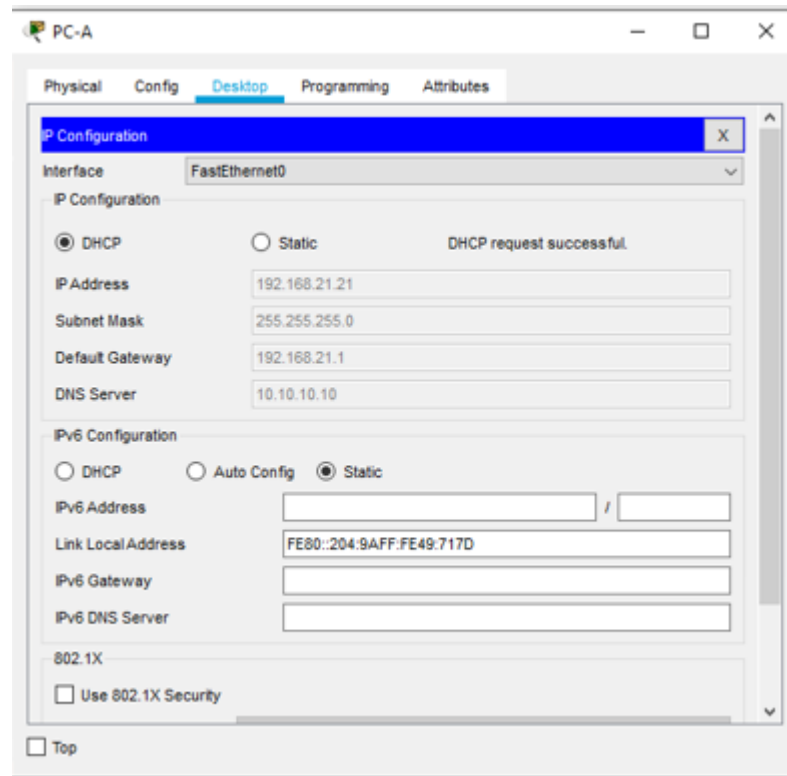 PC-A
Physical Config Desktop Programming Attributes
IP Configuration X
Interface FastEthernet0
IP Configuration
DHCP Static DHCP request successful.
IP Address 192.168.21.21
Subnet Mask 255.255.255.0
Default Gateway 192.168.21.1
DNS Server 10.10.10.10
IPv6 Configuration
DHCP Auto Config Static
IPv6 Address /
Link Local Address FE80::204:9AFF:FE49:717D
IPv6 Gateway
IPv6 DNS Server
802.1X
Use 802.1X Security
Top